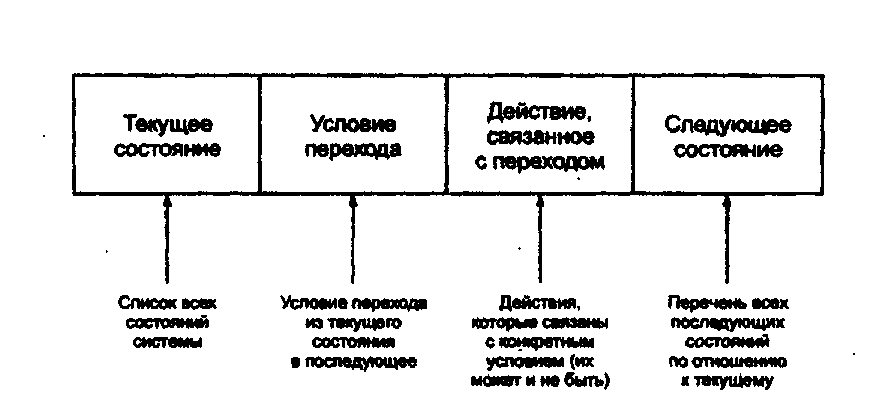 Текущее
состояние
Условие
перехода
Действие,
связанное
с переходом
Следующее
состояние
Список всех
состояний
системы
Условие перехода
из текущего
состояния
в последующее
Действия,
которые связаны
с конкретным
условием (их
может и не быть)
Перечень всех
последующих
состояний
по отношению
к текущему